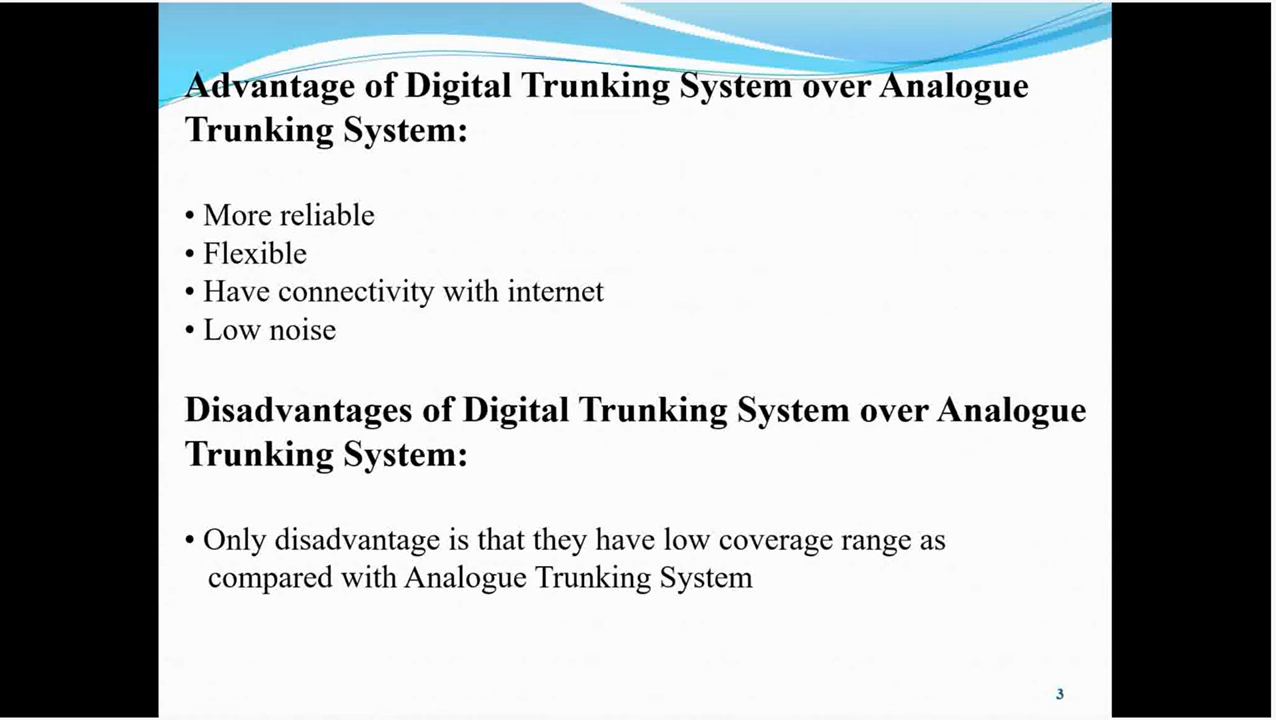 Advantage of Digital Trunking System over Analogue
Trunking System:
• More reliable
• Flexible
• Have connectivity with internet
• Low noise
Disadvantages of Digital Trunking System over Analogue
Trunking System:
• Only disadvantage is that they have low coverage range as
compared with Analogue Trunking System
3